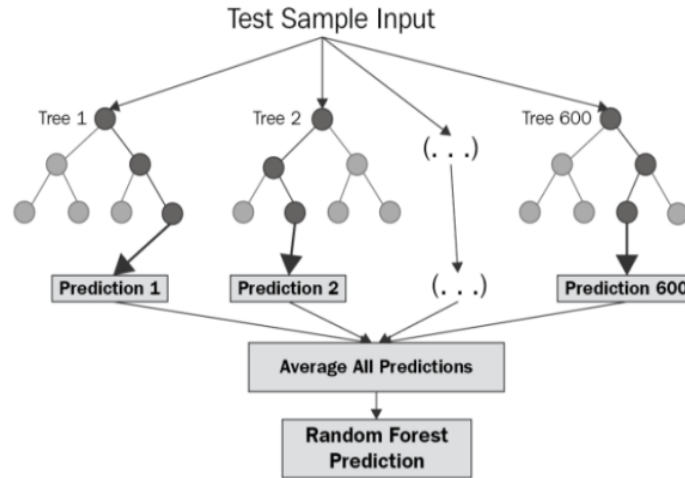 Test Sample Input
Tree 1
Tree 2
(. . .)
Tree 600
Prediction 1
Prediction 2
(. . .)
Prediction 600
Average All Predictions
Random Forest
Prediction